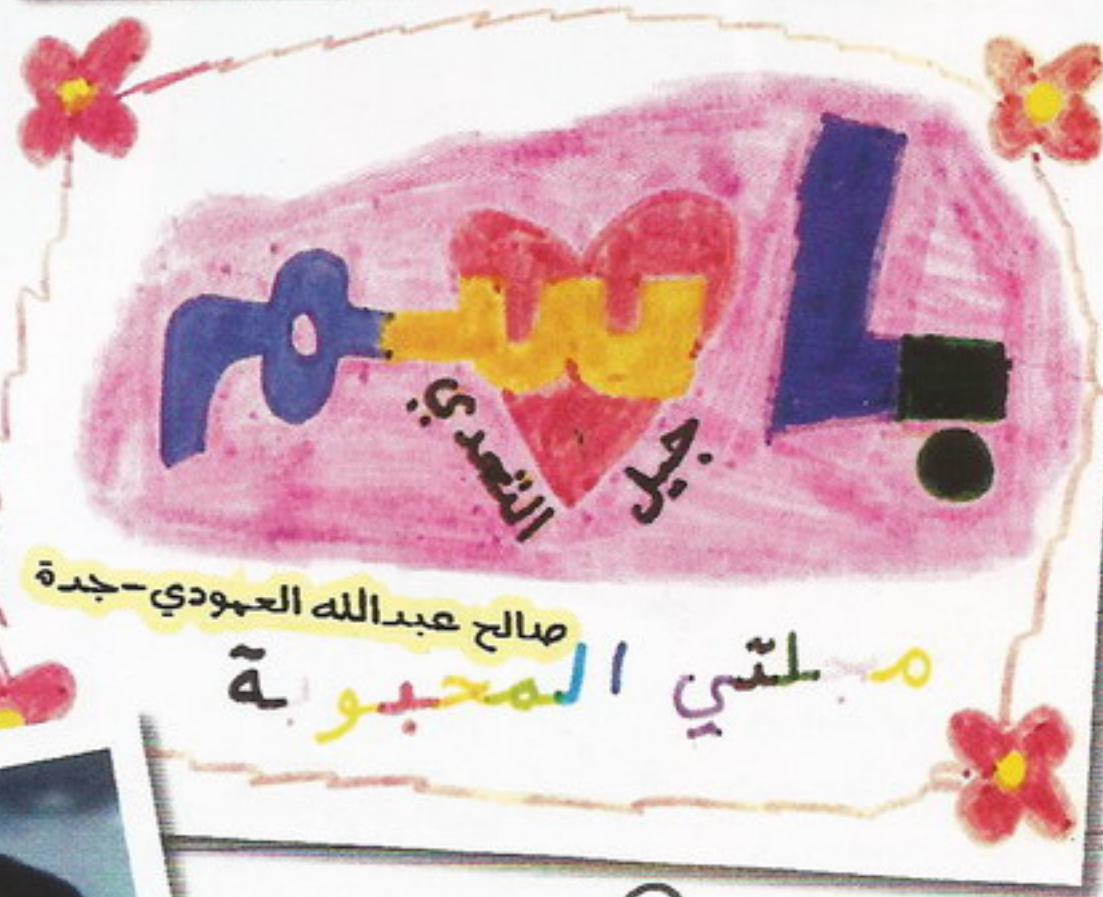 باسم
جيل
التحدي
صالح عبدالله العمودي-جدة
مجلتي المحبوبة